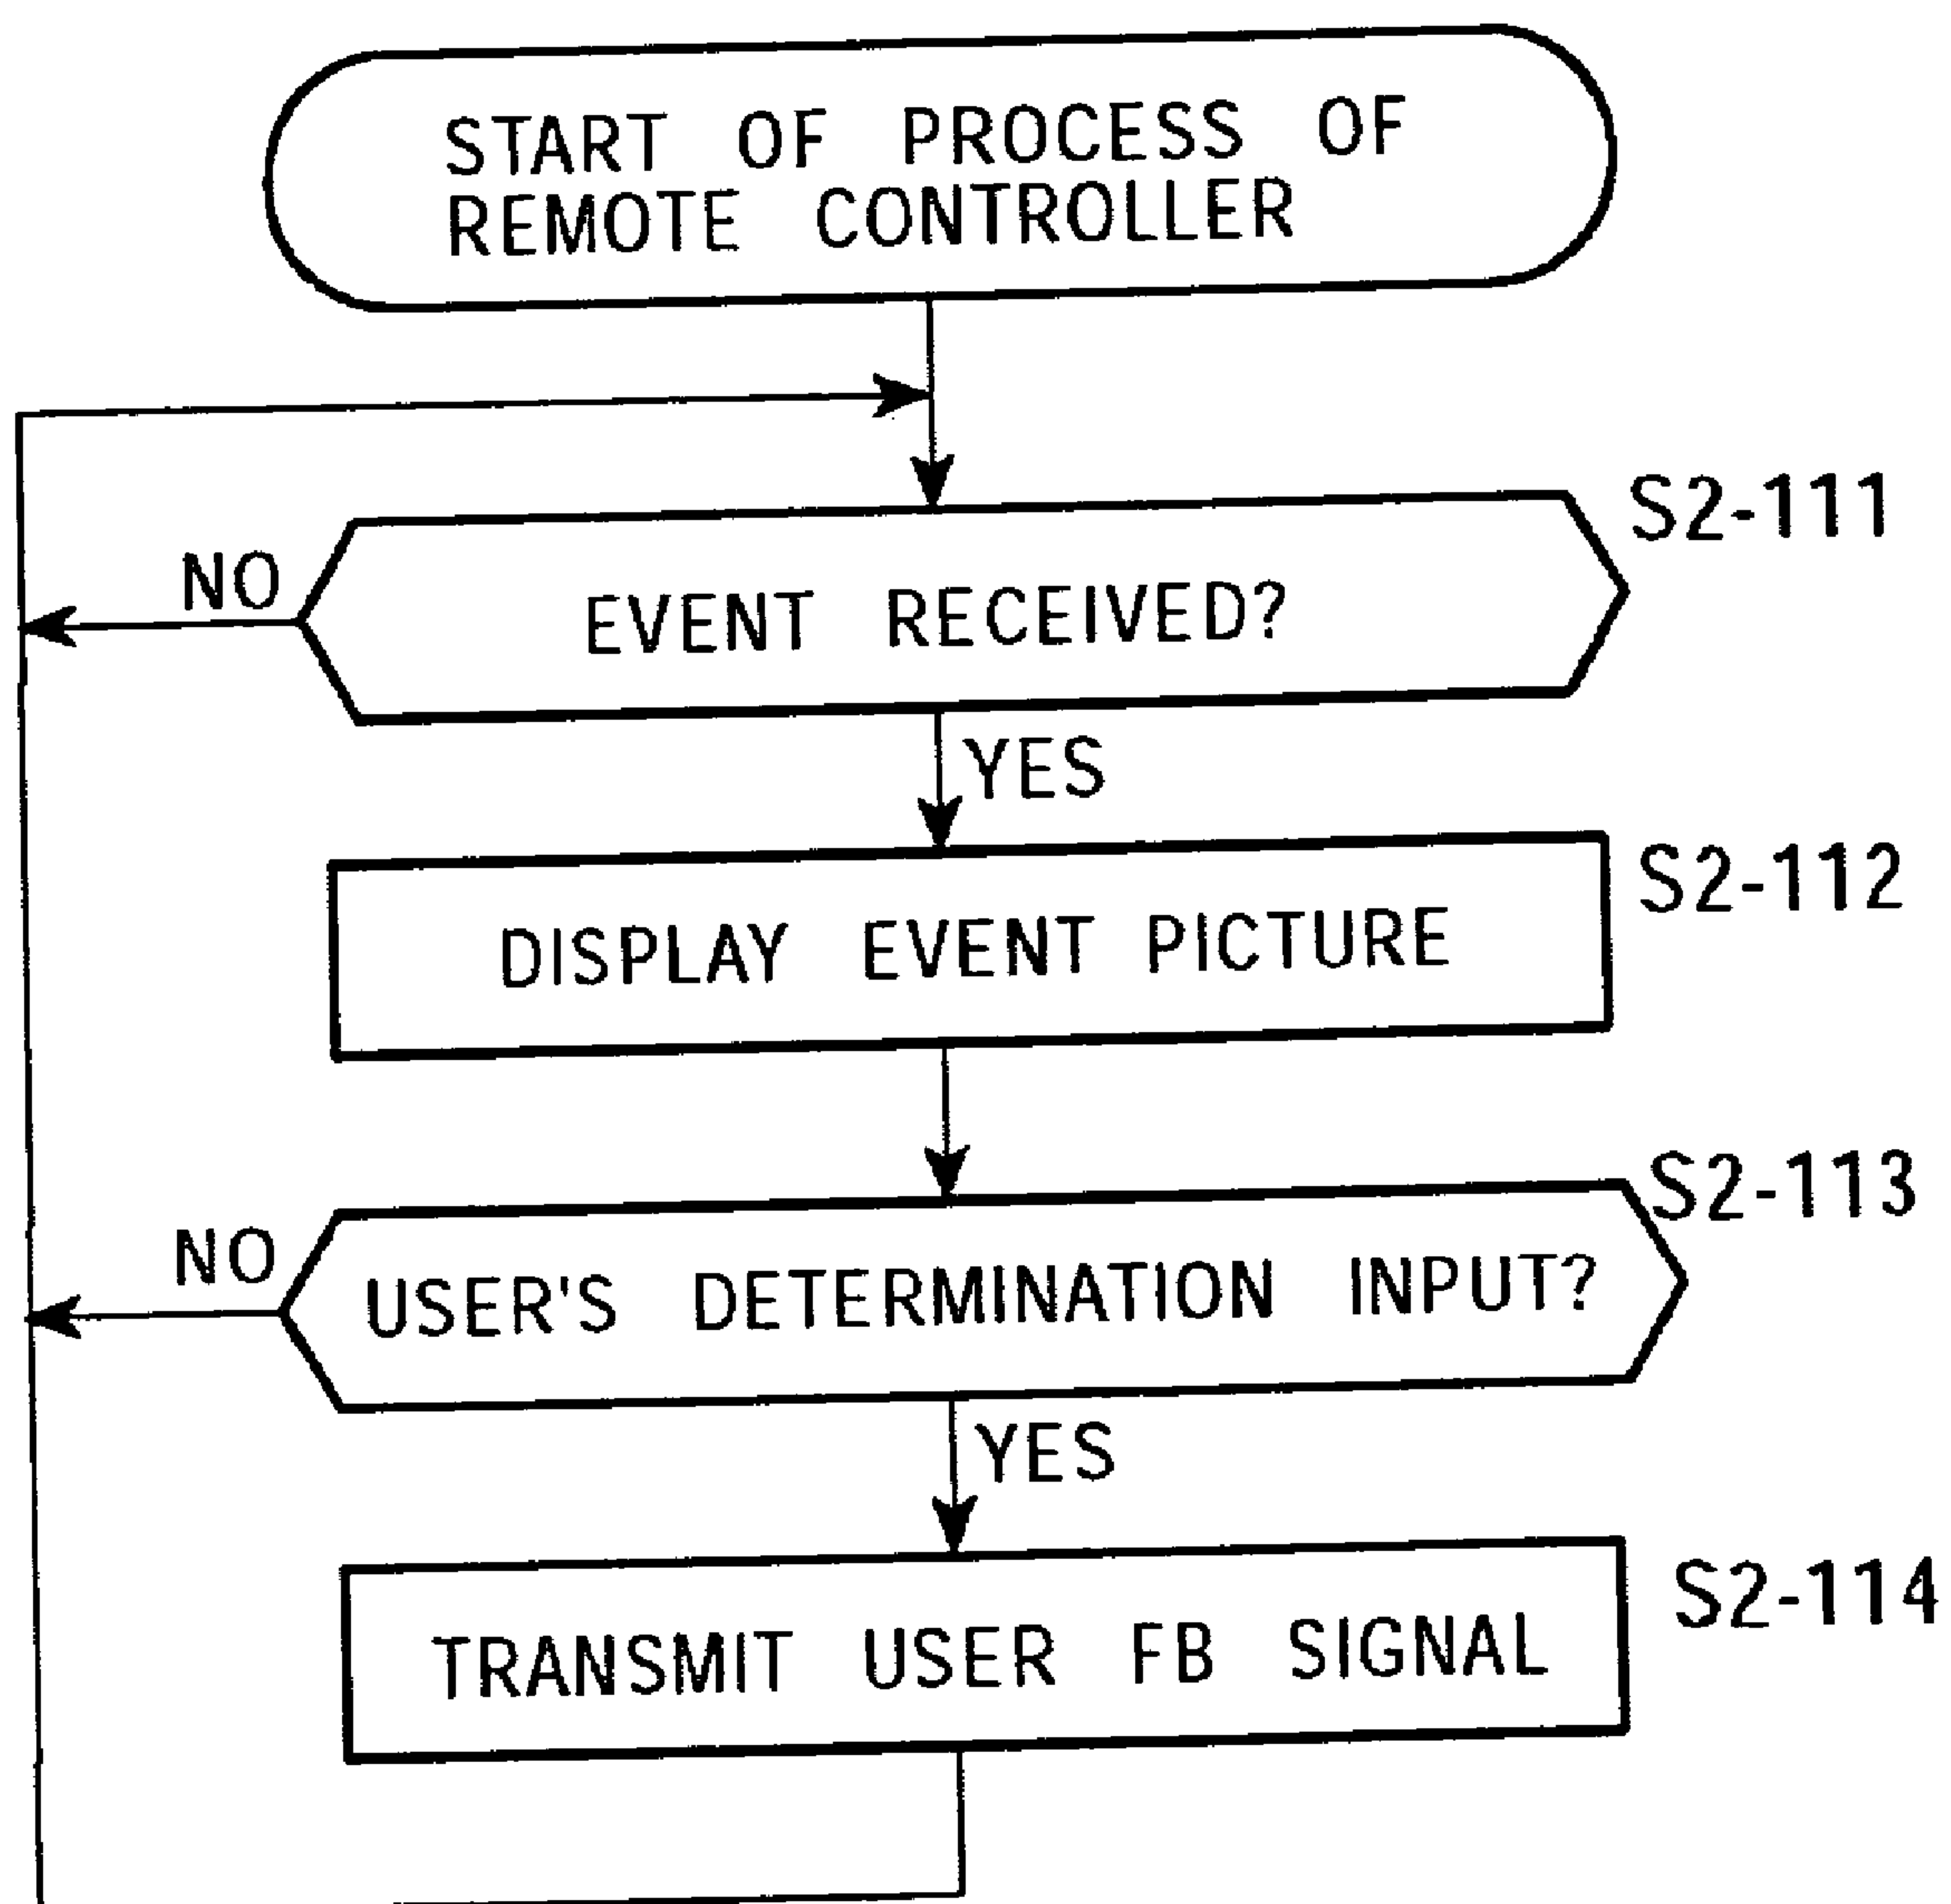 START OF PROCESS OF
REMOTE CONTROLLER
S2-111
NO
EVENT RECEIVED?
YES
S2-112
DISPLAY EVENT PICTURE
S2-113
NO
USER'S DETERMINATION INPUT?
YES
S2-114
TRANSMIT USER FB SIGNAL